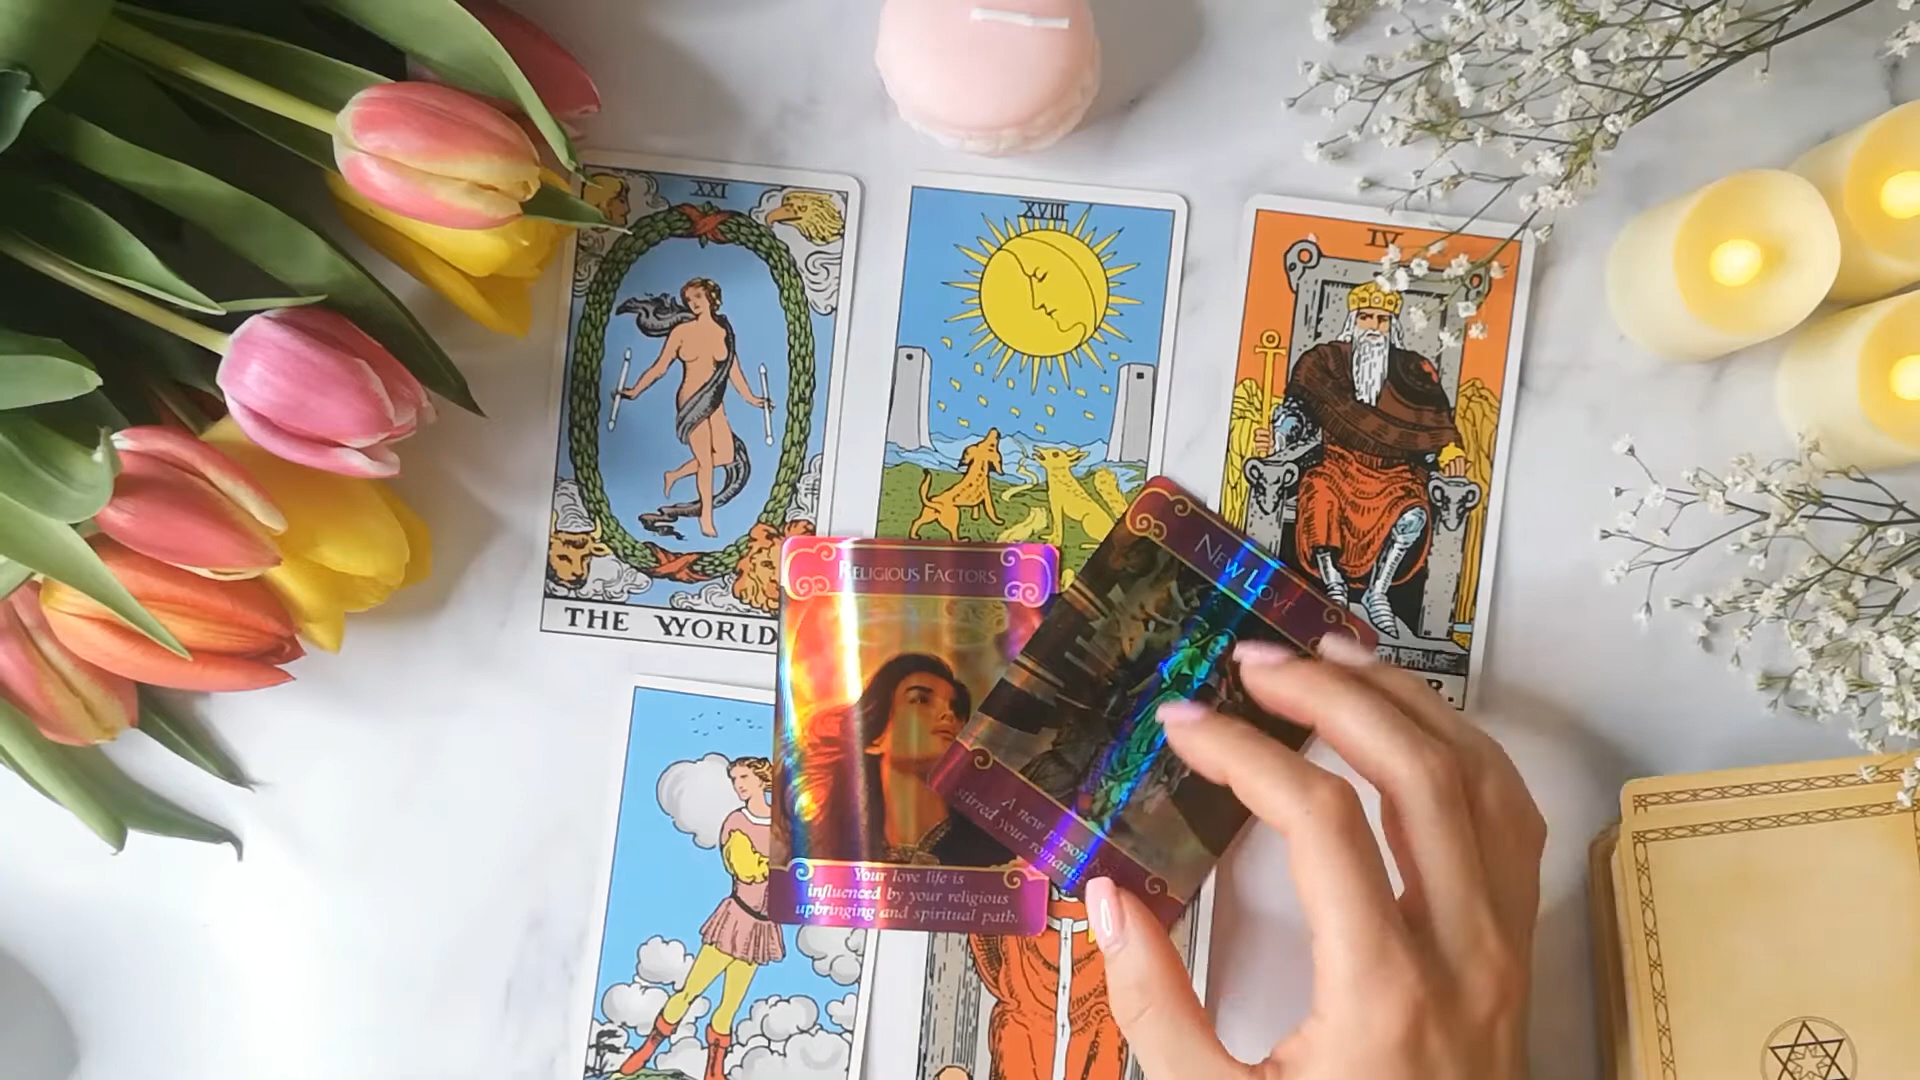 XXI
XVIII
IV
THE WORLD
RELIGIOUS FACTORS
NEW LOVE
R.
A new person
stirred your romantic
Your love life is
influenced by your religious
upbringing and spiritual path.